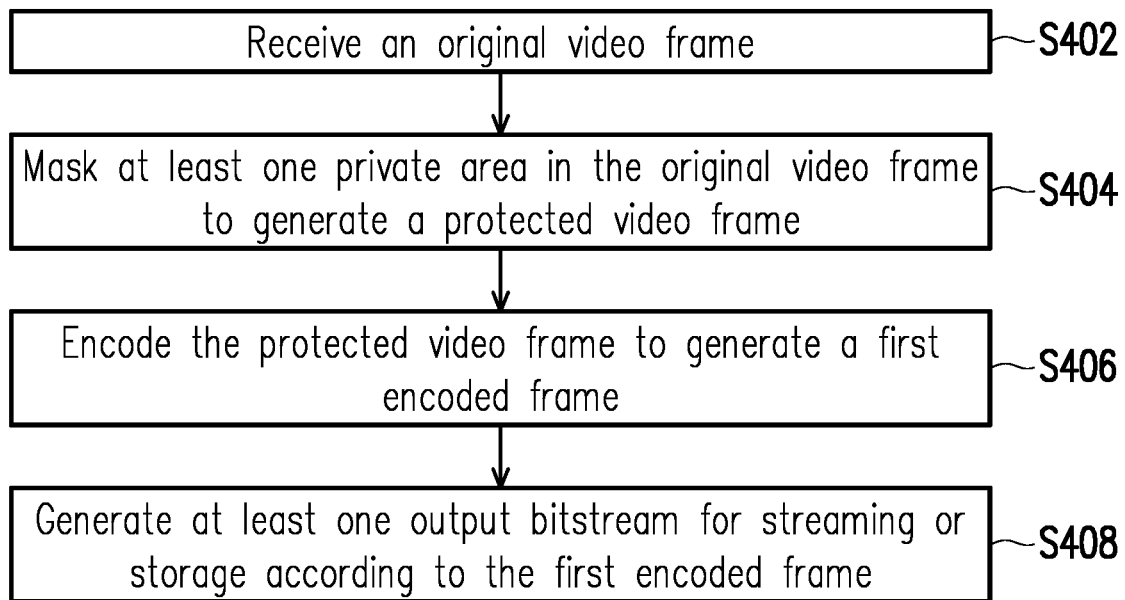 Receive an original video frame
S402
Mask at least one private area in the original video frame
to generate a protected video frame
S404
Encode the protected video frame to generate a first
encoded frame
S406
Generate at least one output bitstream for streaming or
storage according to the first encoded frame
S408